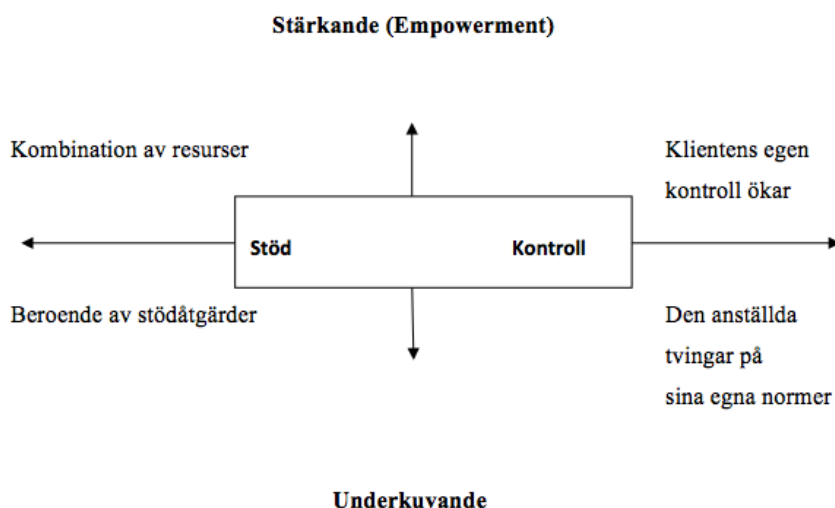 Stärkande (Empowerment)
Kombination av resurser
Klientens egen
kontroll ökar
Stöd
Kontroll
Beroende av stödåtgärder
Den anställda
tvingar på
sina egna normer
Underkuvande